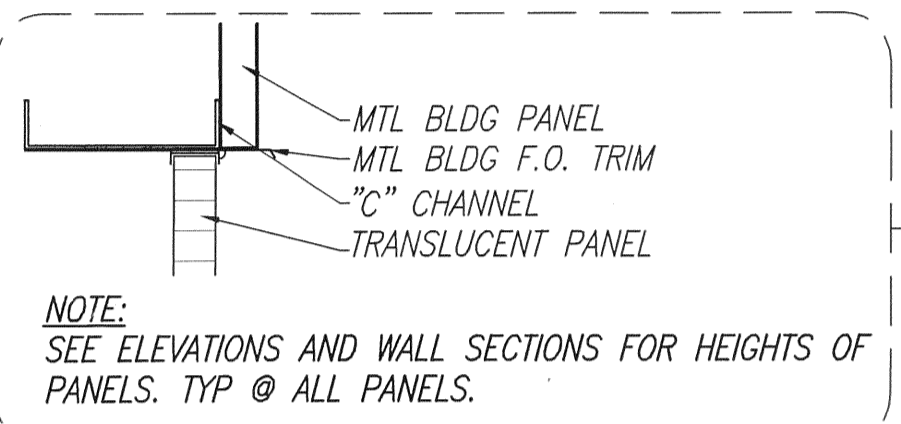 MTL BLDG PANEL
MTL BLDG F.O. TRIM
"C" CHANNEL
TRANSLUCENT PANEL
NOTE:
SEE ELEVATIONS AND WALL SECTIONS FOR HEIGHTS OF
PANELS. TYP @ ALL PANELS.